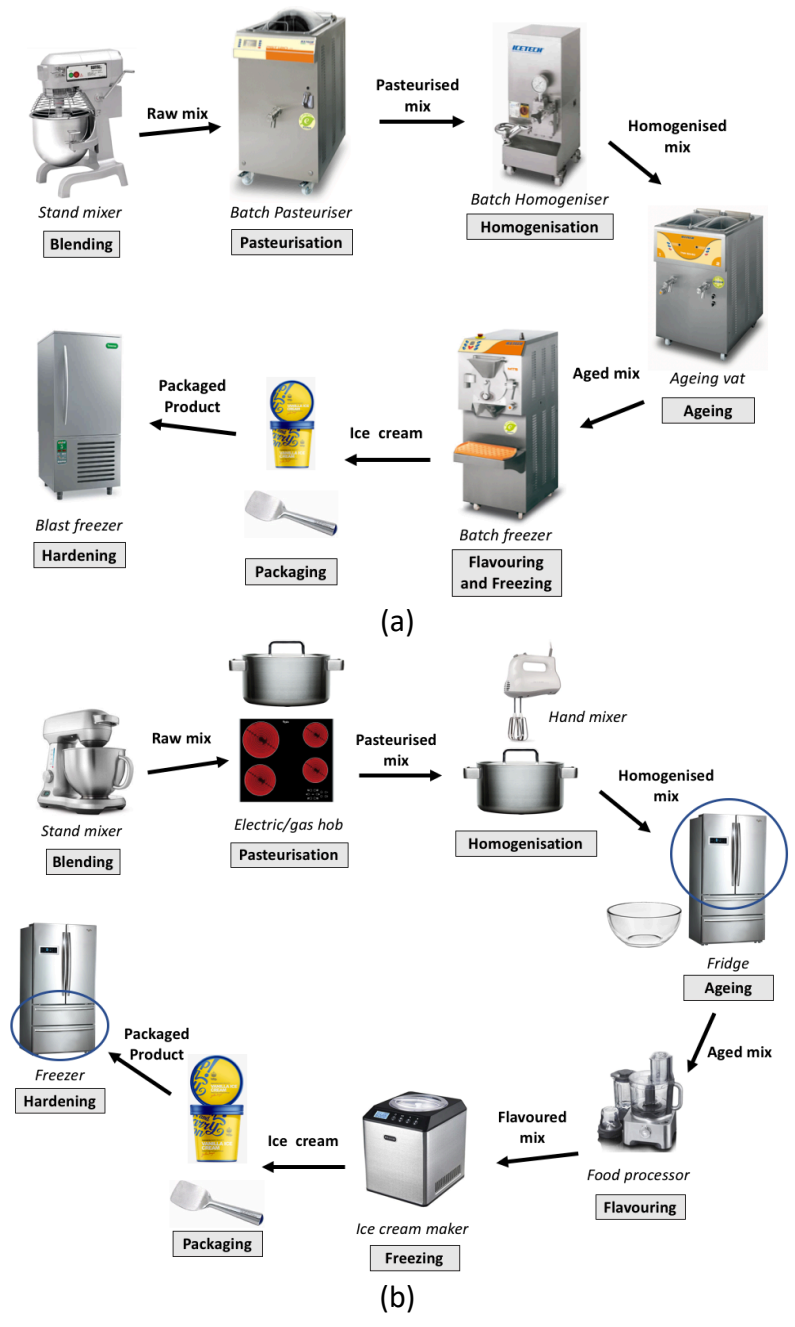 Raw mix
Pasteurised
mix
ICETECH
Homogenised
mix
Stand mixer
Blending
Batch Pasteuriser
Pasteurisation
Batch Homogeniser
Homogenisation
Packaged
Product
Ice cream
Aged mix
Ageing vat
Ageing
Blast freezer
Hardening
Packaging
Batch freezer
Flavouring
and Freezing
(a)
Raw mix
Pasteurised
mix
Hand mixer
Homogenised
mix
Stand mixer
Blending
Electric/gas hob
Pasteurisation
Homogenisation
Fridge
Ageing
Packaged
Product
Aged mix
Freezer
Hardening
Ice cream
Flavoured
mix
Food processor
Flavouring
Packaging
Ice cream maker
Freezing
(b)